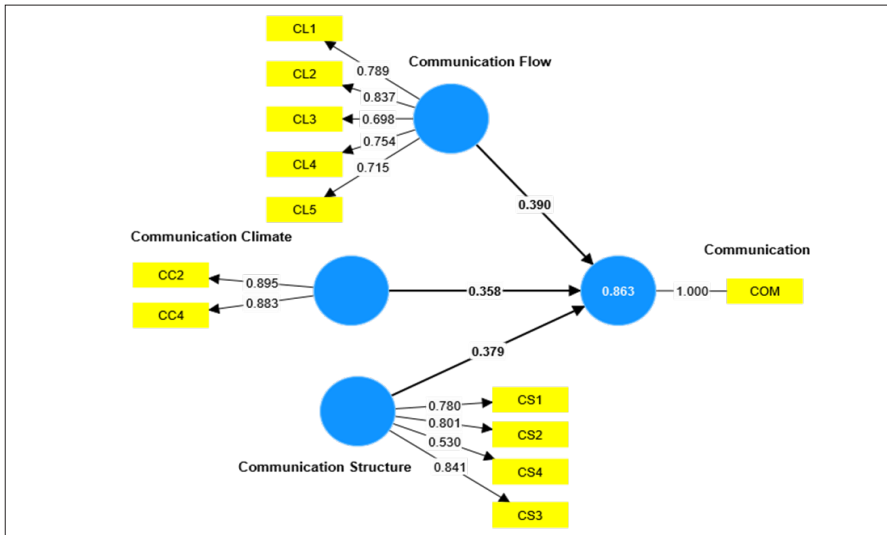 CL1
Communication Flow
0.789
CL2
0.837
CL3
0.698
CL4
0.754
0.715
CL5
0.390
Communication Climate
Communication
CC2
0.895
0.883
CC4
0.358
0.863
1.000
COM
0.379
CS1
0.780
0.801
CS2
0.530
CS4
0.841
Communication Structure
CS3